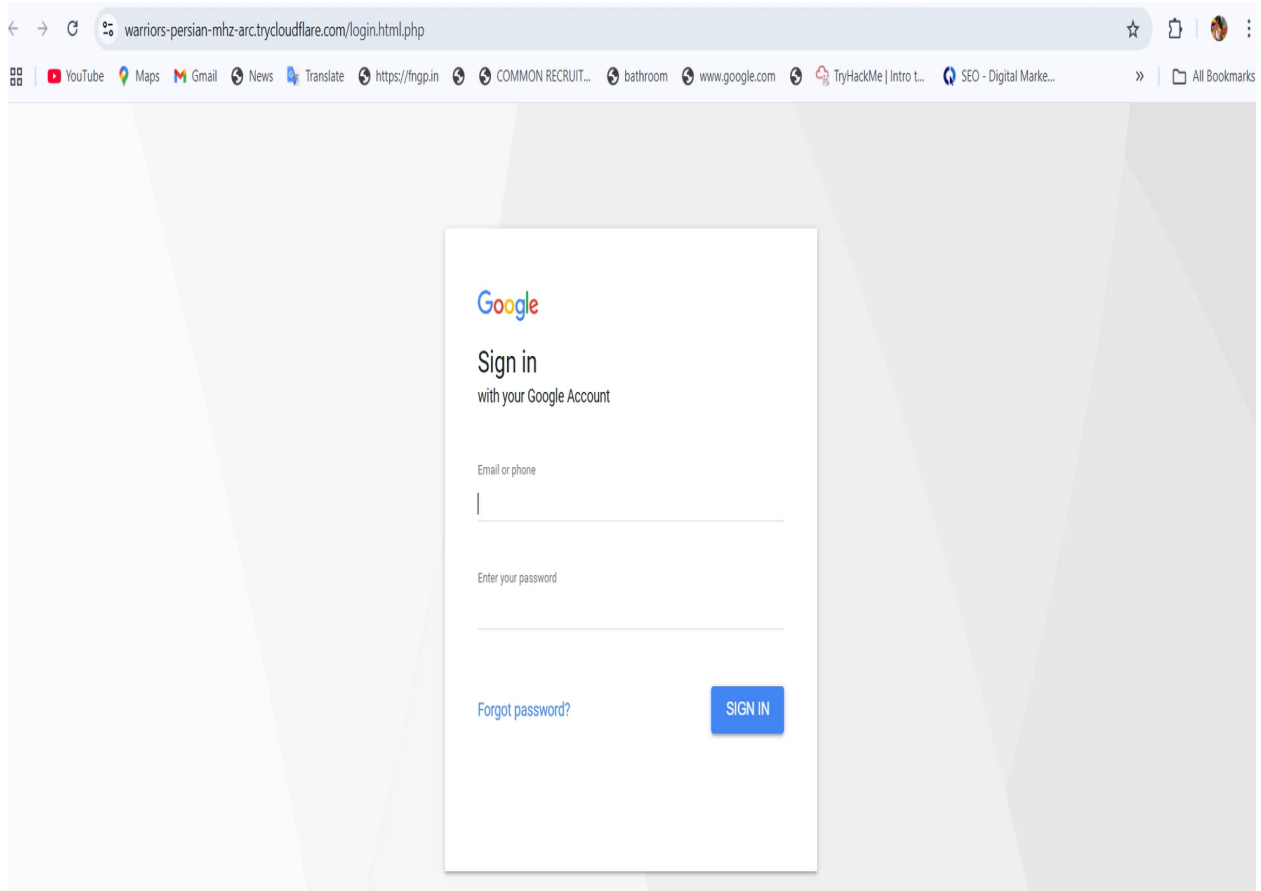 warriors-persian-mhz-arc.trycloudflare.com/login.html.php
YouTube Maps Gmail News Translate https://fngp.in COMMON RECRUIT... bathroom www.google.com TryHackMe | Intro t... SEO - Digital Marke... » All Bookmarks
Google
Sign in
with your Google Account
Email or phone
Enter your password
Forgot password? SIGN IN